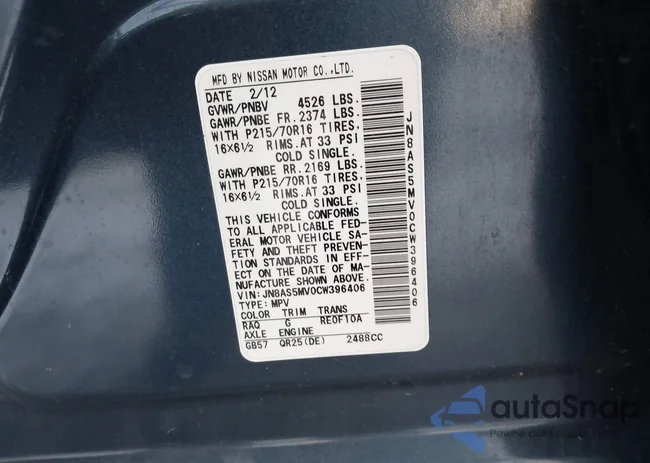 MFD BY NISSAN MOTOR CO., LTD.
DATE 2/12
GVWR/PNBV 4526 LBS.
GAWR/PNBE FR. 2374 LBS.
WITH P215/70R16 TIRES.
16X6½ RIMS. AT 33 PSI
COLD SINGLE.
GAWR/PNBE RR. 2169 LBS.
WITH P215/70R16 TIRES.
16X6½ RIMS. AT 33 PSI
COLD SINGLE.
THIS VEHICLE CONFORMS
TO ALL APPLICABLE FED-
ERAL MOTOR VEHICLE SA-
FETY AND THEFT PREVEN-
TION STANDARDS IN EFF-
ECT ON THE DATE OF MA-
NUFACTURE SHOWN ABOVE.
VIN: JN8AS5MV0CW396406
TYPE: MPV
COLOR TRIM TRANS
RAQ G RE0F10A
AXLE ENGINE
GB57 QR25(DE) 2488CC
JN8AS5MV0CW396406
autoSnap